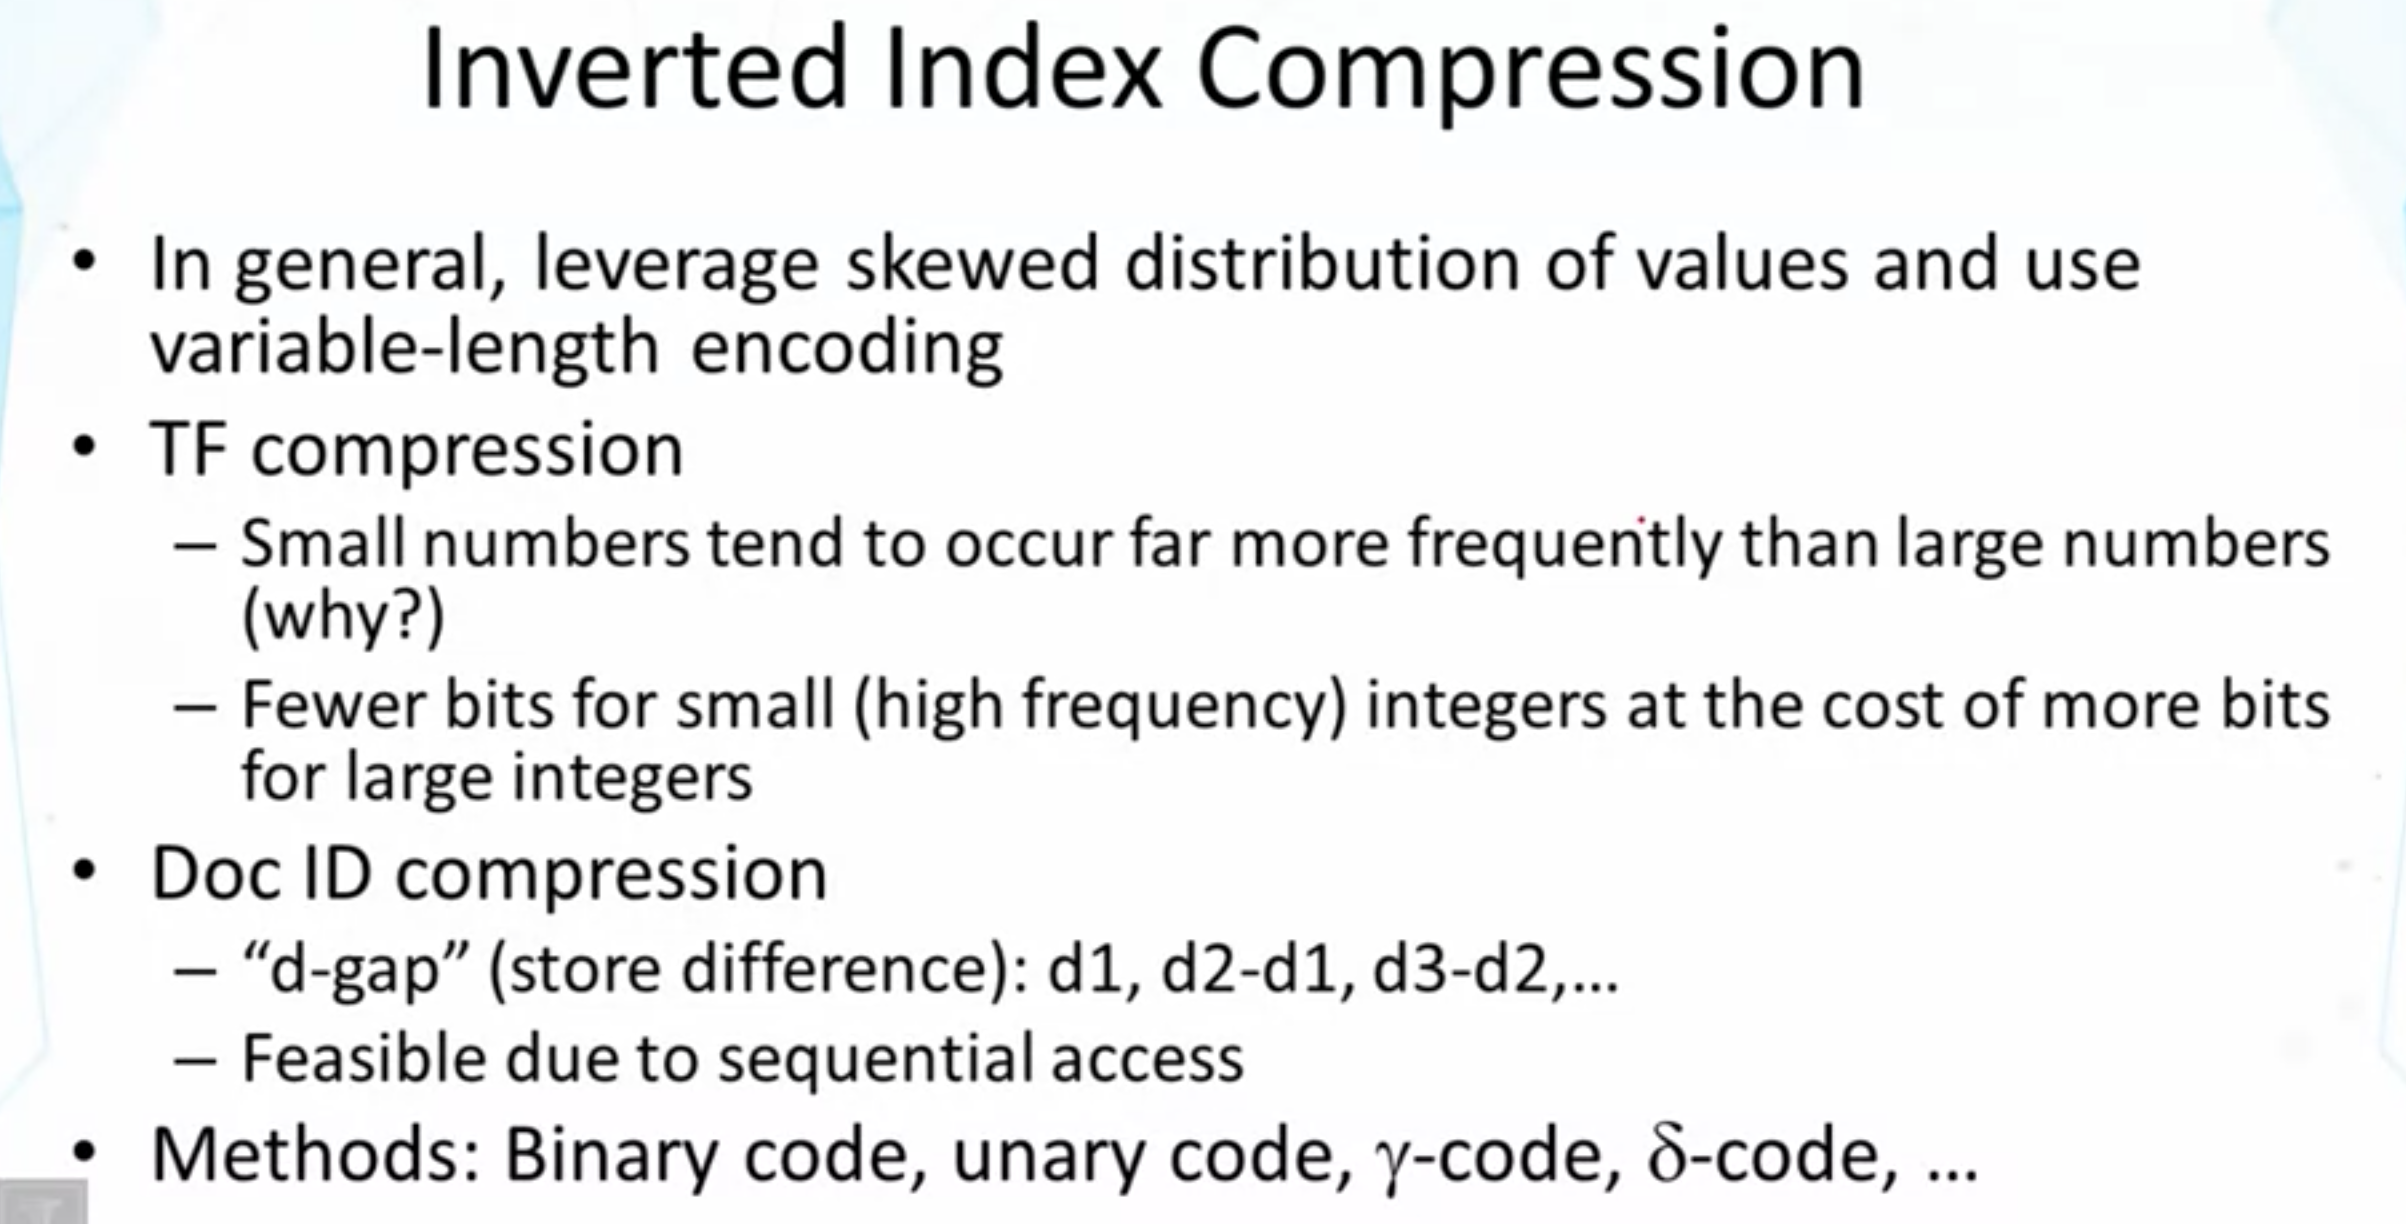 Inverted Index Compression
• In general, leverage skewed distribution of values and use
variable-length encoding
• TF compression
– Small numbers tend to occur far more frequently than large numbers
(why?)
– Fewer bits for small (high frequency) integers at the cost of more bits
for large integers
• Doc ID compression
– “d-gap” (store difference): d1, d2-d1, d3-d2,...
– Feasible due to sequential access
• Methods: Binary code, unary code, γ-code, δ-code, ...